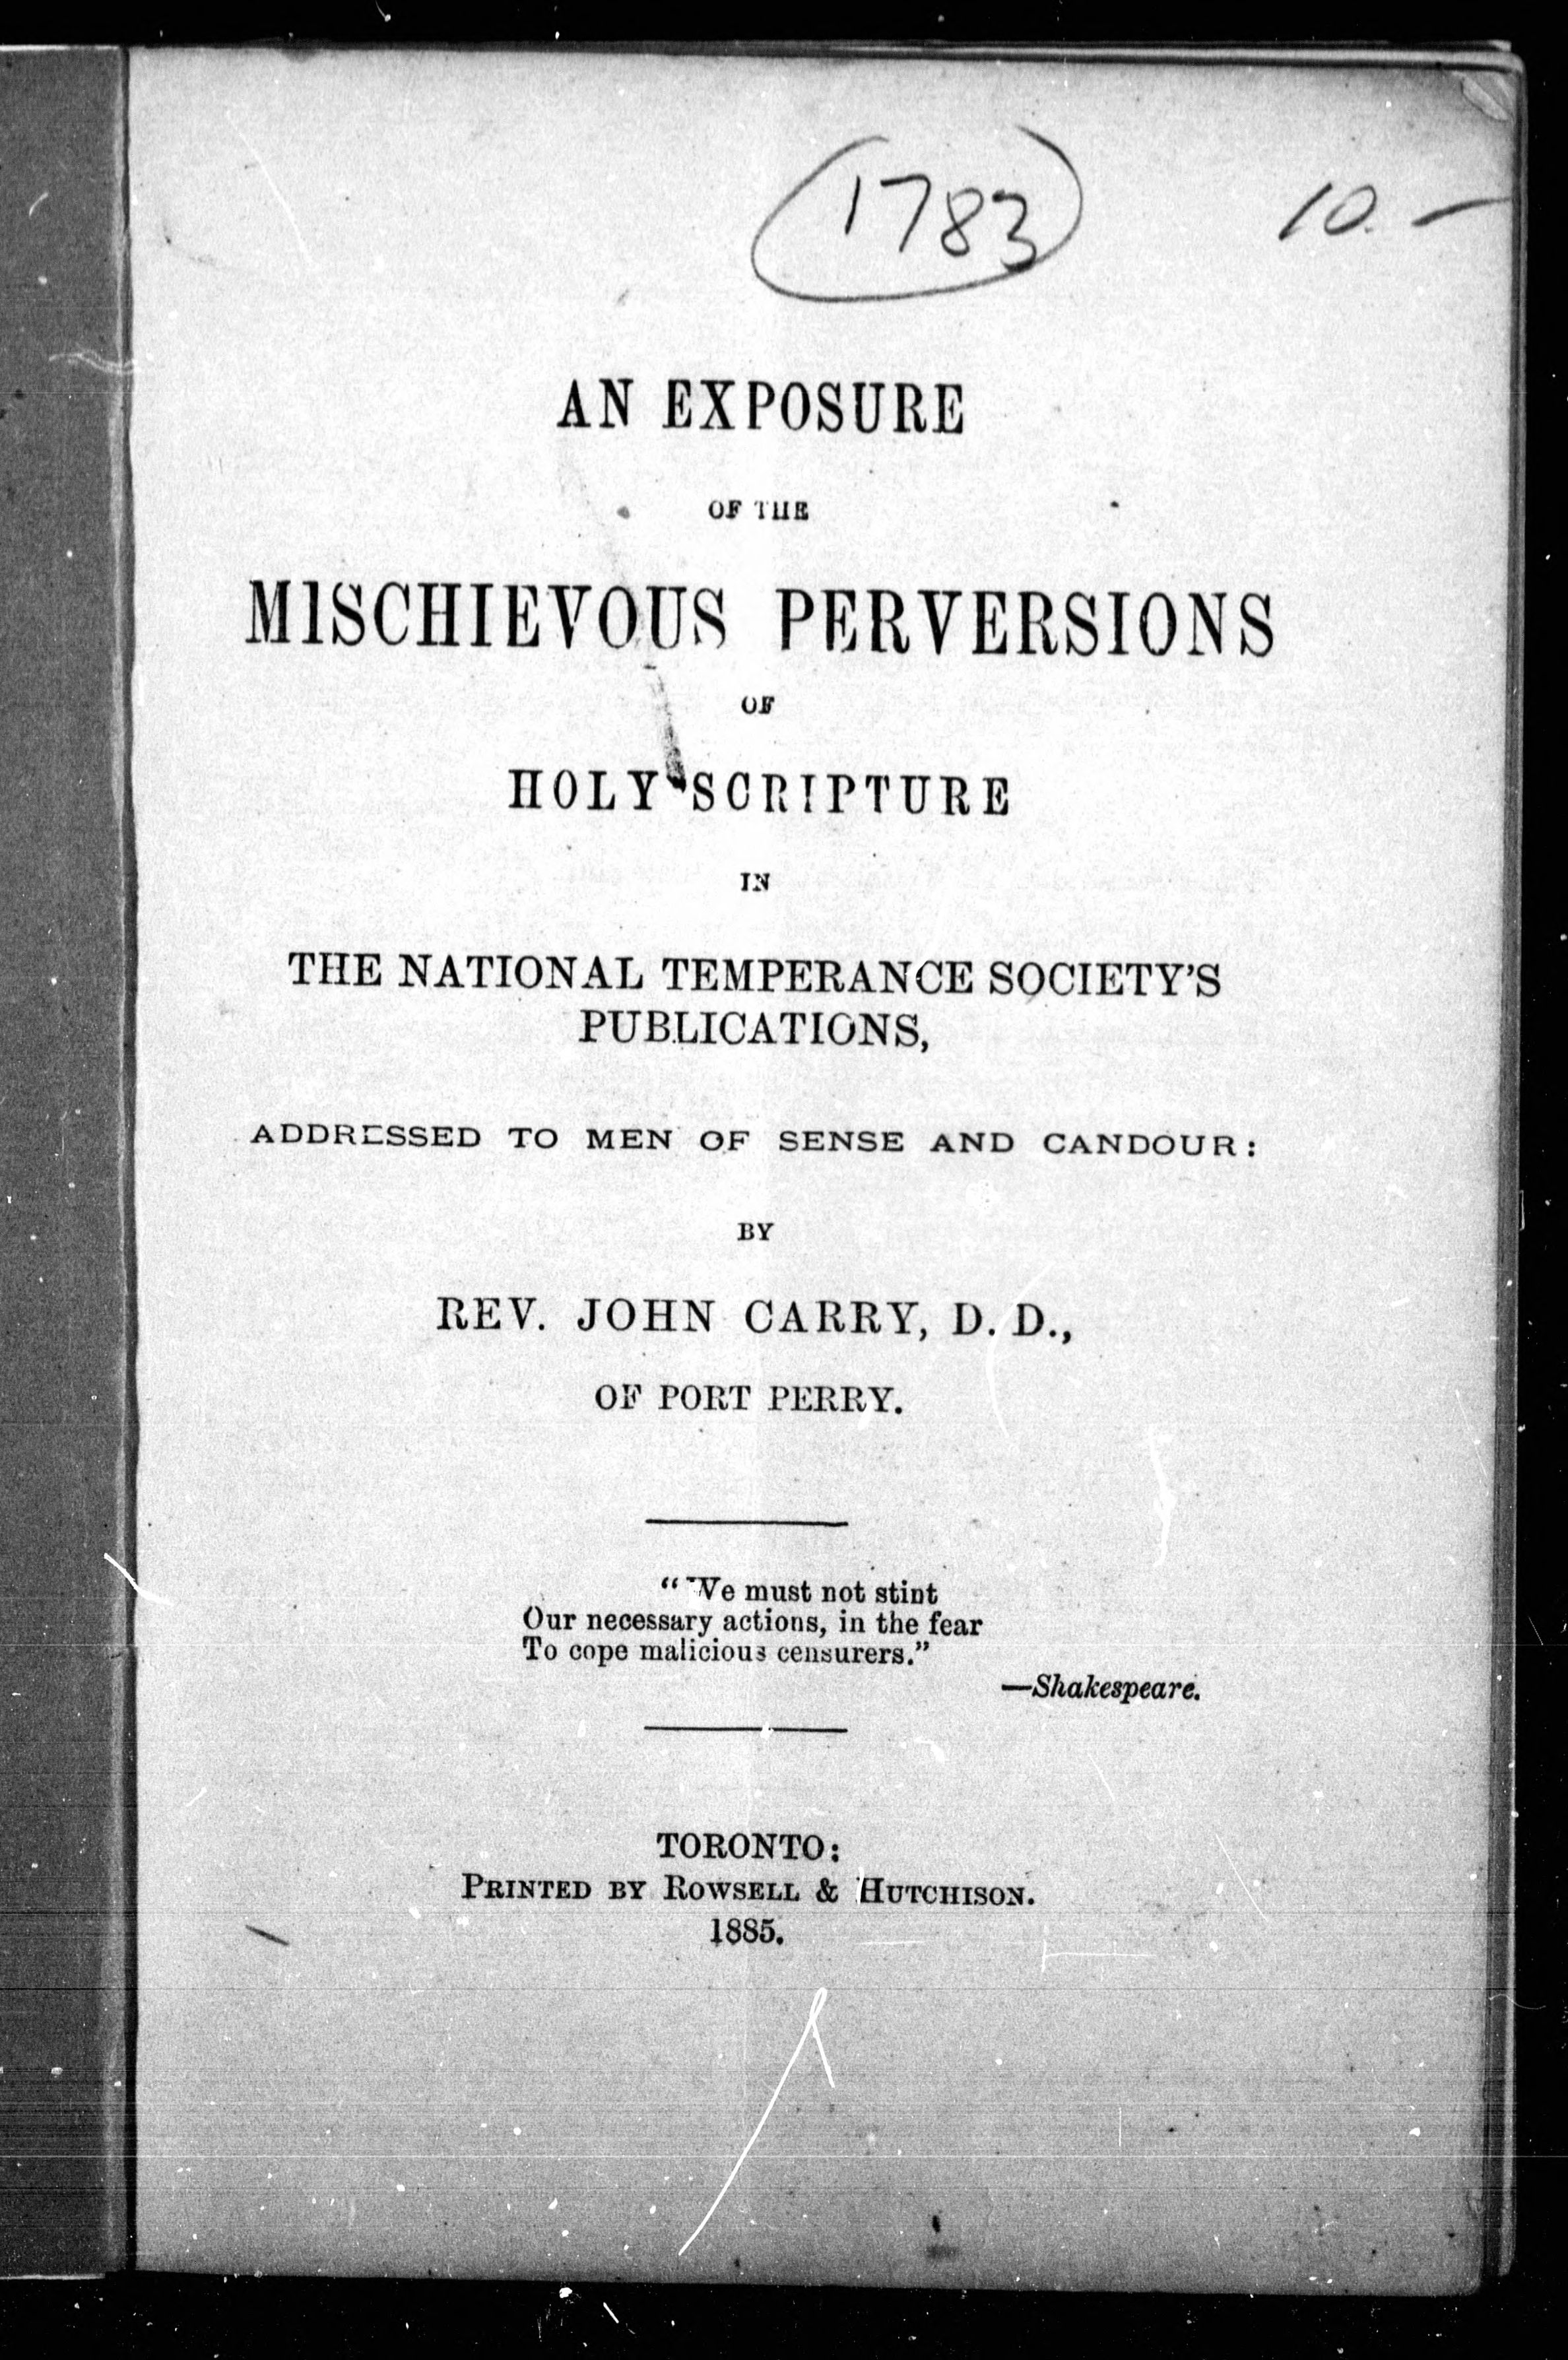 1783 10.–
AN EXPOSURE
OF THE
MISCHIEVOUS PERVERSIONS
OF
HOLY SCRIPTURE
IN
THE NATIONAL TEMPERANCE SOCIETY'S
PUBLICATIONS,
ADDRESSED TO MEN OF SENSE AND CANDOUR:
BY
REV. JOHN CARRY, D. D.,
OF PORT PERRY.
"We must not stint
Our necessary actions, in the fear
To cope malicious censurers."
—Shakespeare.
TORONTO:
PRINTED BY ROWSELL & HUTCHISON.
1885.